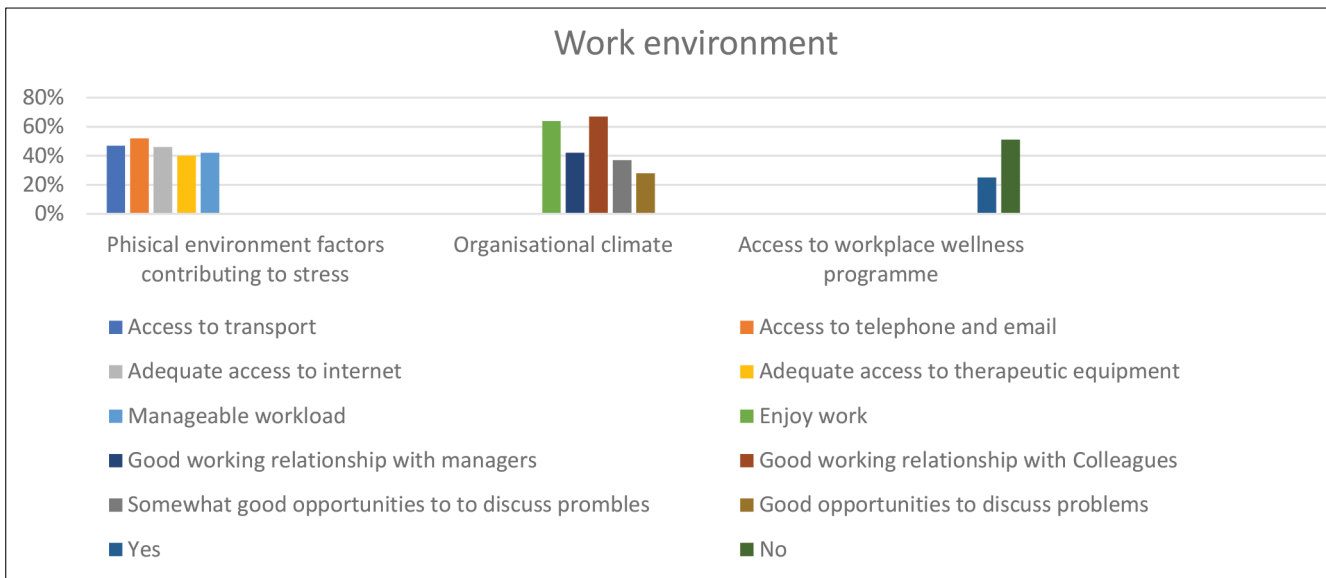 Work environment
80%
60%
40%
20%
0%
Phisical environment factors
contributing to stress
Organisational climate
Access to workplace wellness
programme
Access to transport
Access to telephone and email
Adequate access to internet
Adequate access to therapeutic equipment
Manageable workload
Enjoy work
Good working relationship with managers
Good working relationship with Colleagues
Somewhat good opportunities to to discuss prombles
Good opportunities to discuss problems
Yes
No